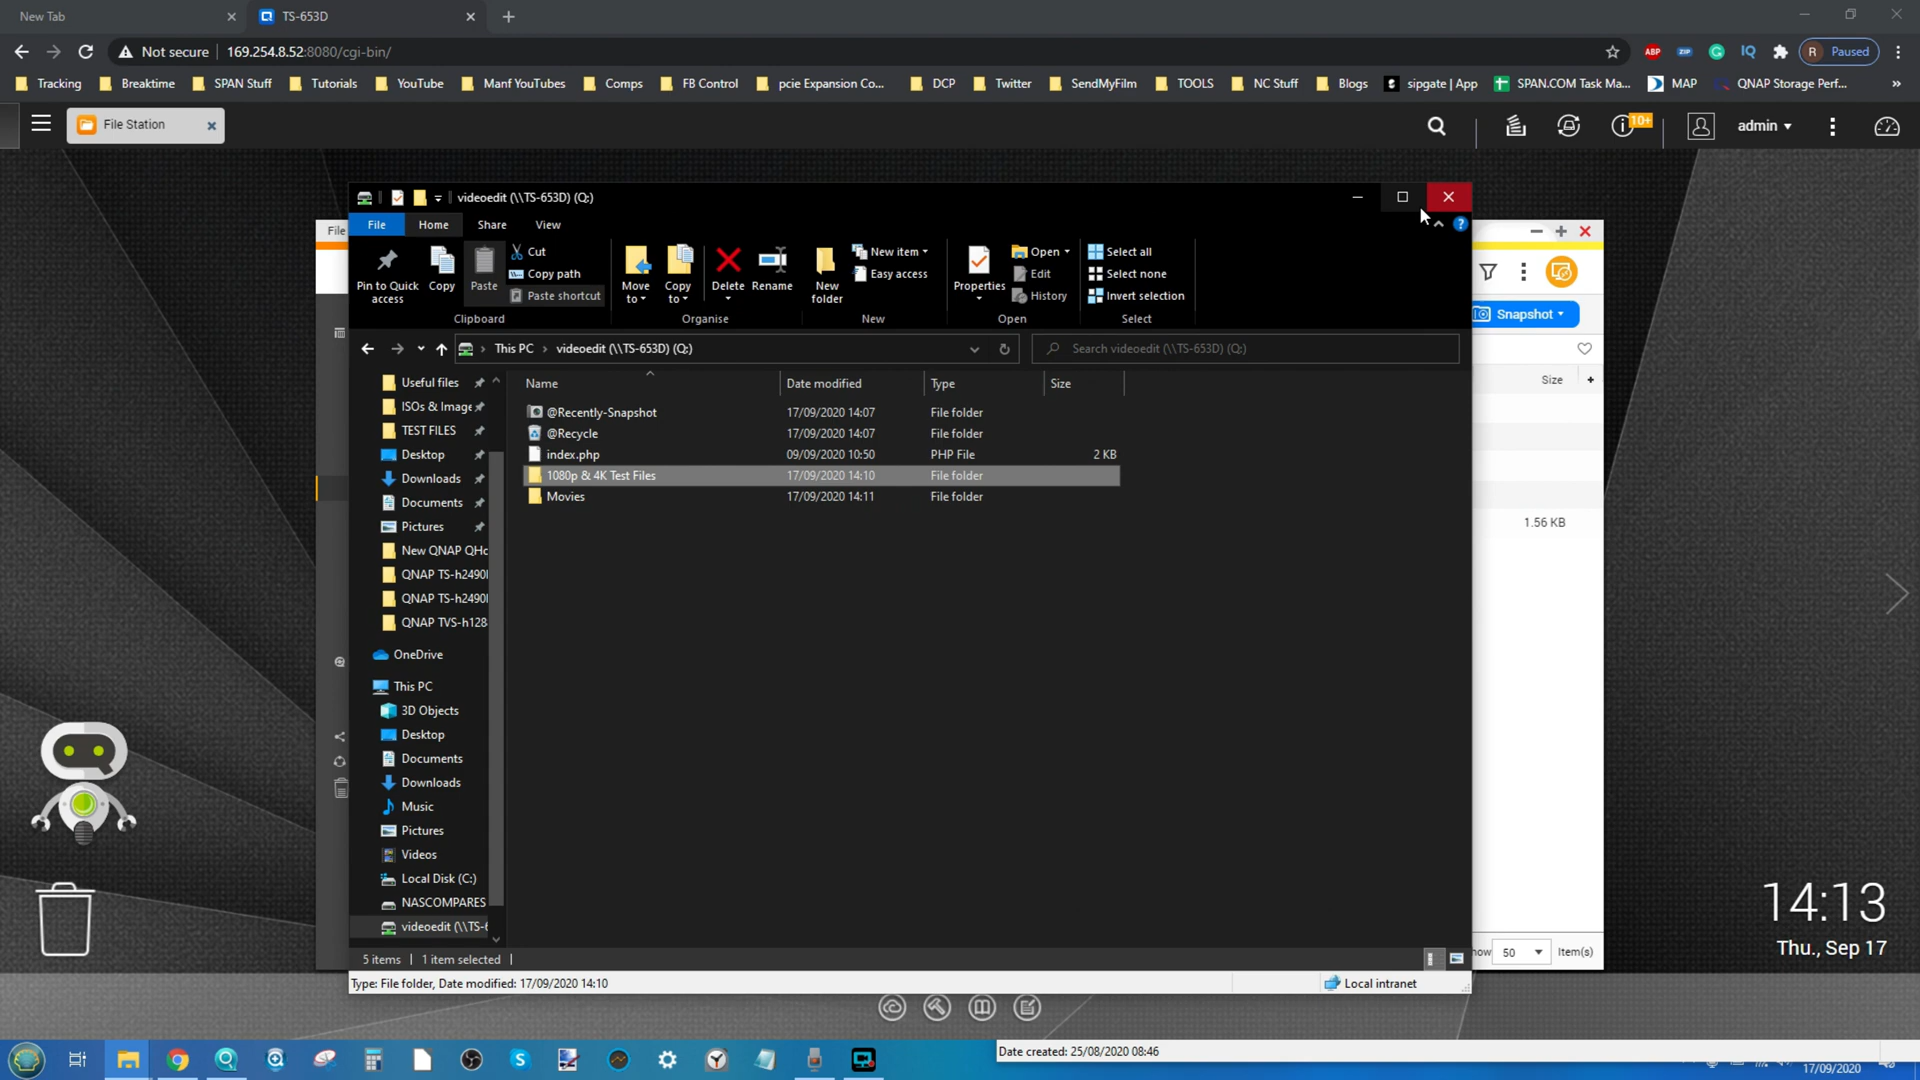 New Tab
TS-653D
Not secure 169.254.8.52:8080/cgi-bin/
ABP ZIP IQ R Paused
Tracking Breaktime SPAN Stuff Tutorials YouTube Manf YouTubes Comps FB Control pcie Expansion Co... DCP Twitter SendMyFilm TOOLS NC Stuff Blogs sipgate | App SPAN.COM Task Ma... MAP QNAP Storage Perf... »
File Station
10+ admin
File
videoedit (\\TS-653D) (Q:)
File Home Share View
Pin to Quick access
Copy
Paste
Cut
Copy path
Paste shortcut
Clipboard
Move to
Copy to
Delete
Rename
Organise
New folder
New item
Easy access
New
Properties
Open
Edit
History
Open
Select all
Select none
Invert selection
Select
Snapshot
This PC › videoedit (\\TS-653D) (Q:)
Search videoedit (\\TS-653D) (Q:)
Name Date modified Type Size
@Recently-Snapshot 17/09/2020 14:07 File folder
@Recycle 17/09/2020 14:07 File folder
index.php 09/09/2020 10:50 PHP File 2 KB
1080p & 4K Test Files 17/09/2020 14:10 File folder
Movies 17/09/2020 14:11 File folder
Useful files
ISOs & Image
TEST FILES
Desktop
Downloads
Documents
Pictures
New QNAP QHc
QNAP TS-h2490
QNAP TS-h2490
QNAP TVS-h128
OneDrive
This PC
3D Objects
Desktop
Documents
Downloads
Music
Pictures
Videos
Local Disk (C:)
NASCOMPARES
videoedit (\\TS-6
Size +
1.56 KB
50 Item(s)
5 items 1 item selected
Type: File folder, Date modified: 17/09/2020 14:10
Local intranet
14:13
Thu., Sep 17
Date created: 25/08/2020 08:46
17/09/2020